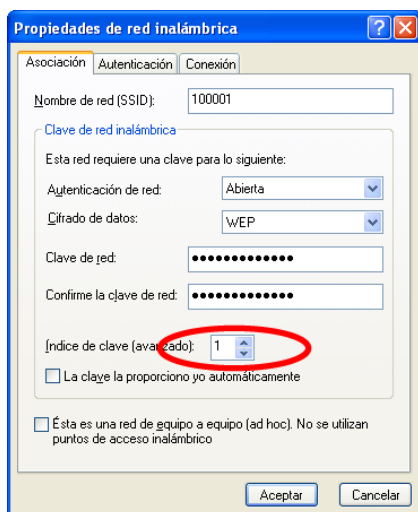 Propiedades de red inalámbrica
Asociación Autenticación Conexión
Nombre de red (SSID): 100001
Clave de red inalámbrica
Esta red requiere una clave para lo siguiente:
Autenticación de red: Abierta
Cifrado de datos: WEP
Clave de red: •••••••••••••
Confirme la clave de red: •••••••••••••
Índice de clave (avanzado): 1
La clave la proporciono yo automáticamente
Ésta es una red de equipo a equipo (ad hoc). No se utilizan
puntos de acceso inalámbrico
Aceptar Cancelar